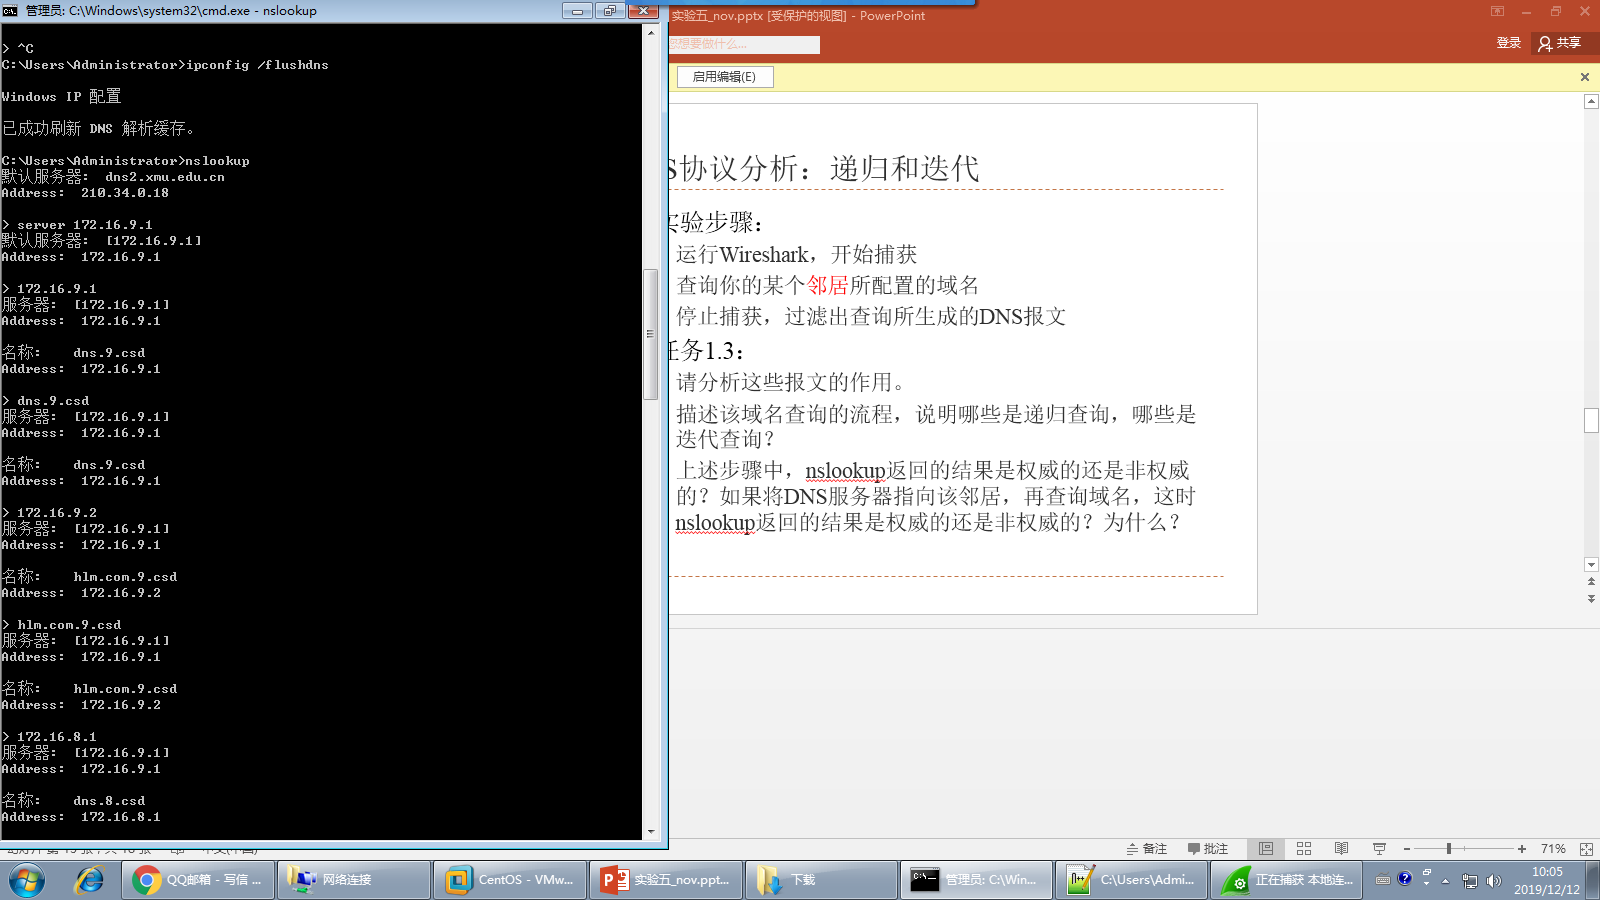 管理员: C:\Windows\system32\cmd.exe - nslookup
> ^C
C:\Users\Administrator>ipconfig /flushdns
Windows IP 配置
已成功刷新 DNS 解析缓存。
C:\Users\Administrator>nslookup
默认服务器:  dns2.xmu.edu.cn
Address:  210.34.0.18
> server 172.16.9.1
默认服务器:  [172.16.9.1]
Address:  172.16.9.1
> 172.16.9.1
服务器:  [172.16.9.1]
Address:  172.16.9.1
名称:    dns.9.csd
Address:  172.16.9.1
> dns.9.csd
服务器:  [172.16.9.1]
Address:  172.16.9.1
名称:    dns.9.csd
Address:  172.16.9.1
> 172.16.9.2
服务器:  [172.16.9.1]
Address:  172.16.9.1
名称:    hlm.com.9.csd
Address:  172.16.9.2
> hlm.com.9.csd
服务器:  [172.16.9.1]
Address:  172.16.9.1
名称:    hlm.com.9.csd
Address:  172.16.9.2
> 172.16.8.1
服务器:  [172.16.9.1]
Address:  172.16.9.1
名称:    dns.8.csd
Address:  172.16.8.1
实验五_nov.pptx [受保护的视图] - PowerPoint
您想要做什么...
登录
共享
启用编辑(E)
S协议分析：递归和迭代
实验步骤：
运行Wireshark，开始捕获
查询你的某个邻居所配置的域名
停止捕获，过滤出查询所生成的DNS报文
任务1.3：
请分析这些报文的作用。
描述该域名查询的流程，说明哪些是递归查询，哪些是
迭代查询？
上述步骤中，nslookup返回的结果是权威的还是非权威
的？如果将DNS服务器指向该邻居，再查询域名，这时
nslookup返回的结果是权威的还是非权威的？为什么？
备注
批注
71%
QQ邮箱 - 写信 ...
网络连接
CentOS - VMw...
实验五_nov.ppt...
下载
管理员: C:\Win...
C:\Users\Admi...
正在捕获 本地连...
10:05
2019/12/12